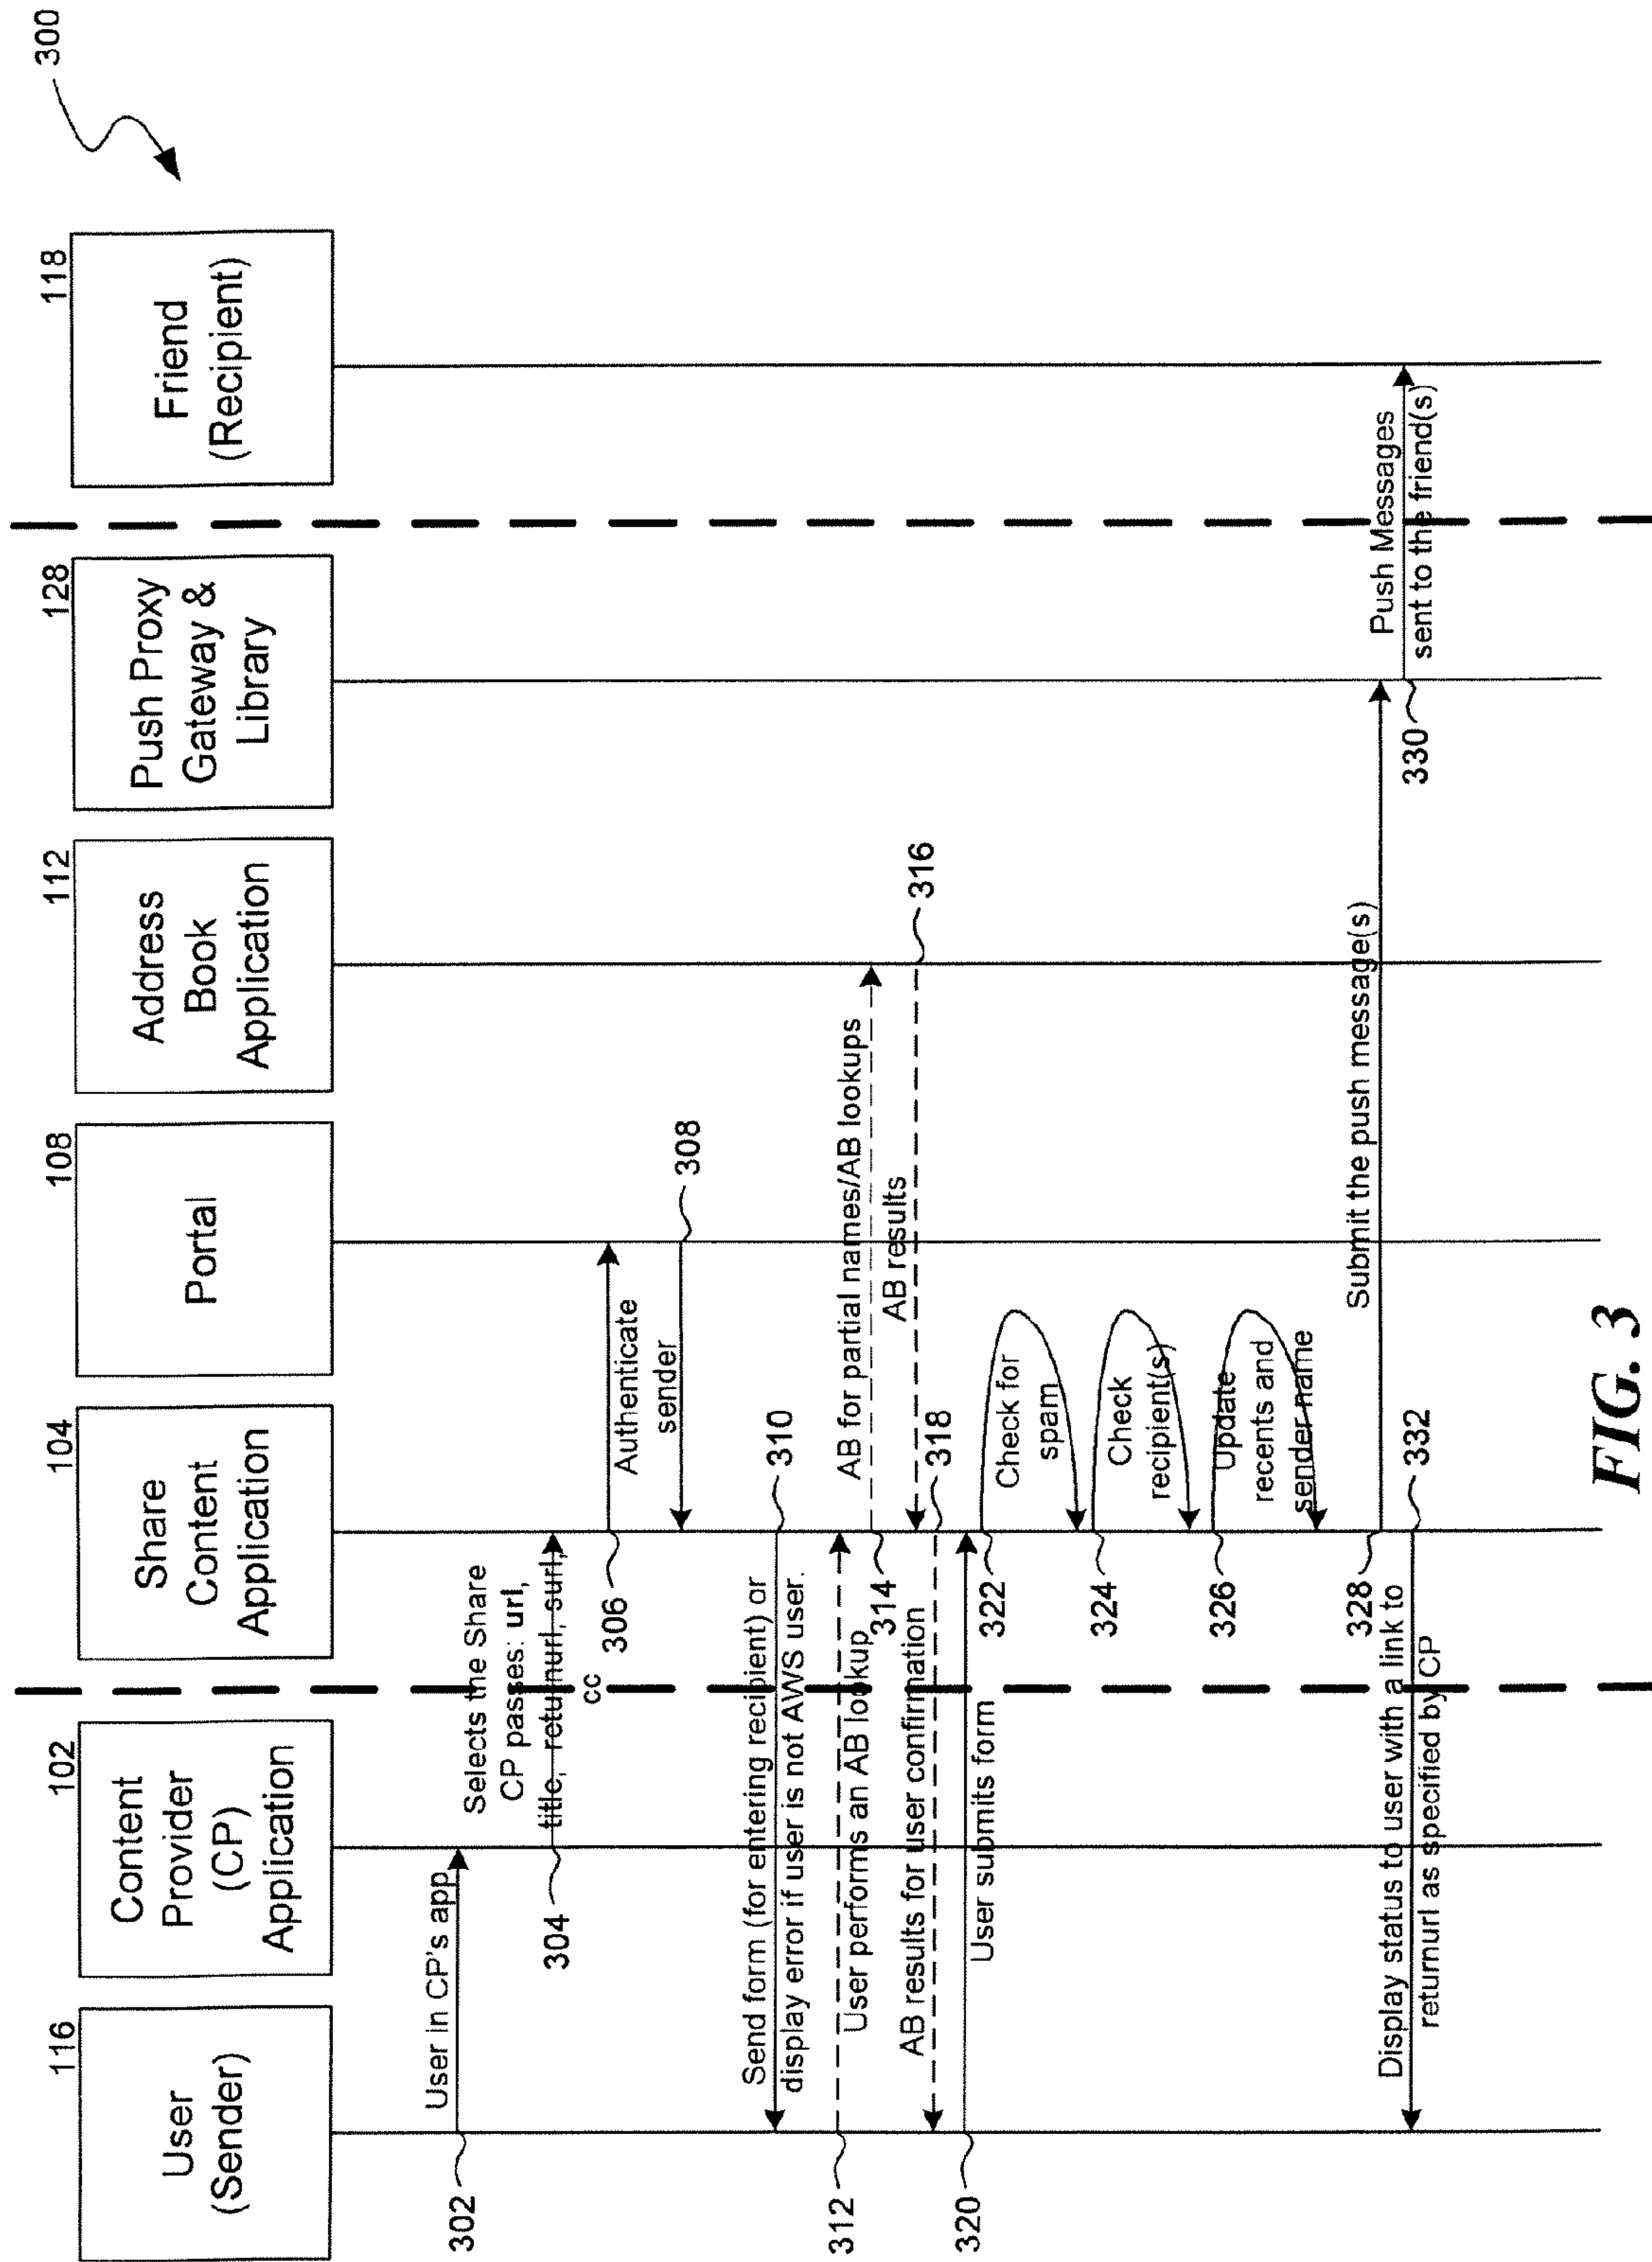 300
116
User
(Sender)
102
Content
Provider
(CP)
Application
104
Share
Content
Application
108
Portal
112
Address
Book
Application
128
Push Proxy
Gateway &
Library
118
Friend
(Recipient)
302
User in CP's app
304
Selects the Share
CP passes: url,
title, returnurl, surl,
cc
306
Authenticate
sender
308
310
Send form (for entering recipient) or
display error if user is not AWS user.
312
User performs an AB lookup
314
AB for partial names/AB lookups
316
AB results
318
AB results for user confirmation
320
User submits form
322
Check for
spam
324
Check
recipient(s)
326
Update
recents and
sender name
328
Submit the push message(s)
330
Push Messages
sent to the friend(s)
332
Display status to user with a link to
returnurl as specified by CP
FIG. 3